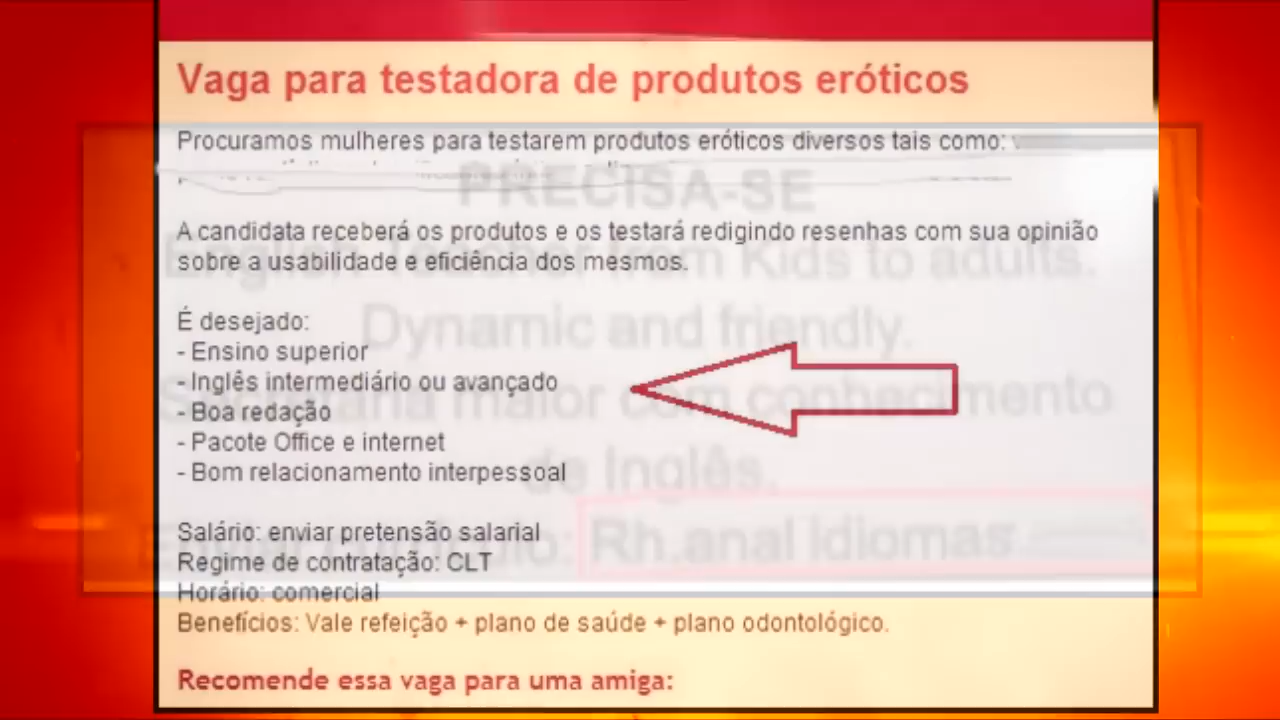 Vaga para testadora de produtos eróticos
Procuramos mulheres para testarem produtos eróticos diversos tais como:
PRECISA-SE
A candidata receberá os produtos e os testará redigindo resenhas com sua opinião
sobre a usabilidade e eficiência dos mesmos.
English Teacher from Kids to adults.
É desejado:
Dynamic and friendly.
- Ensino superior
- Inglês intermediário ou avançado
maior com conhecimento
- Boa redação
- Pacote Office e internet
de Inglês.
- Bom relacionamento interpessoal
Salário: enviar pretensão salarial
Rh.anal idiomas
Regime de contratação: CLT
Horário: comercial
Benefícios: Vale refeição + plano de saúde + plano odontológico.
Recomende essa vaga para uma amiga: